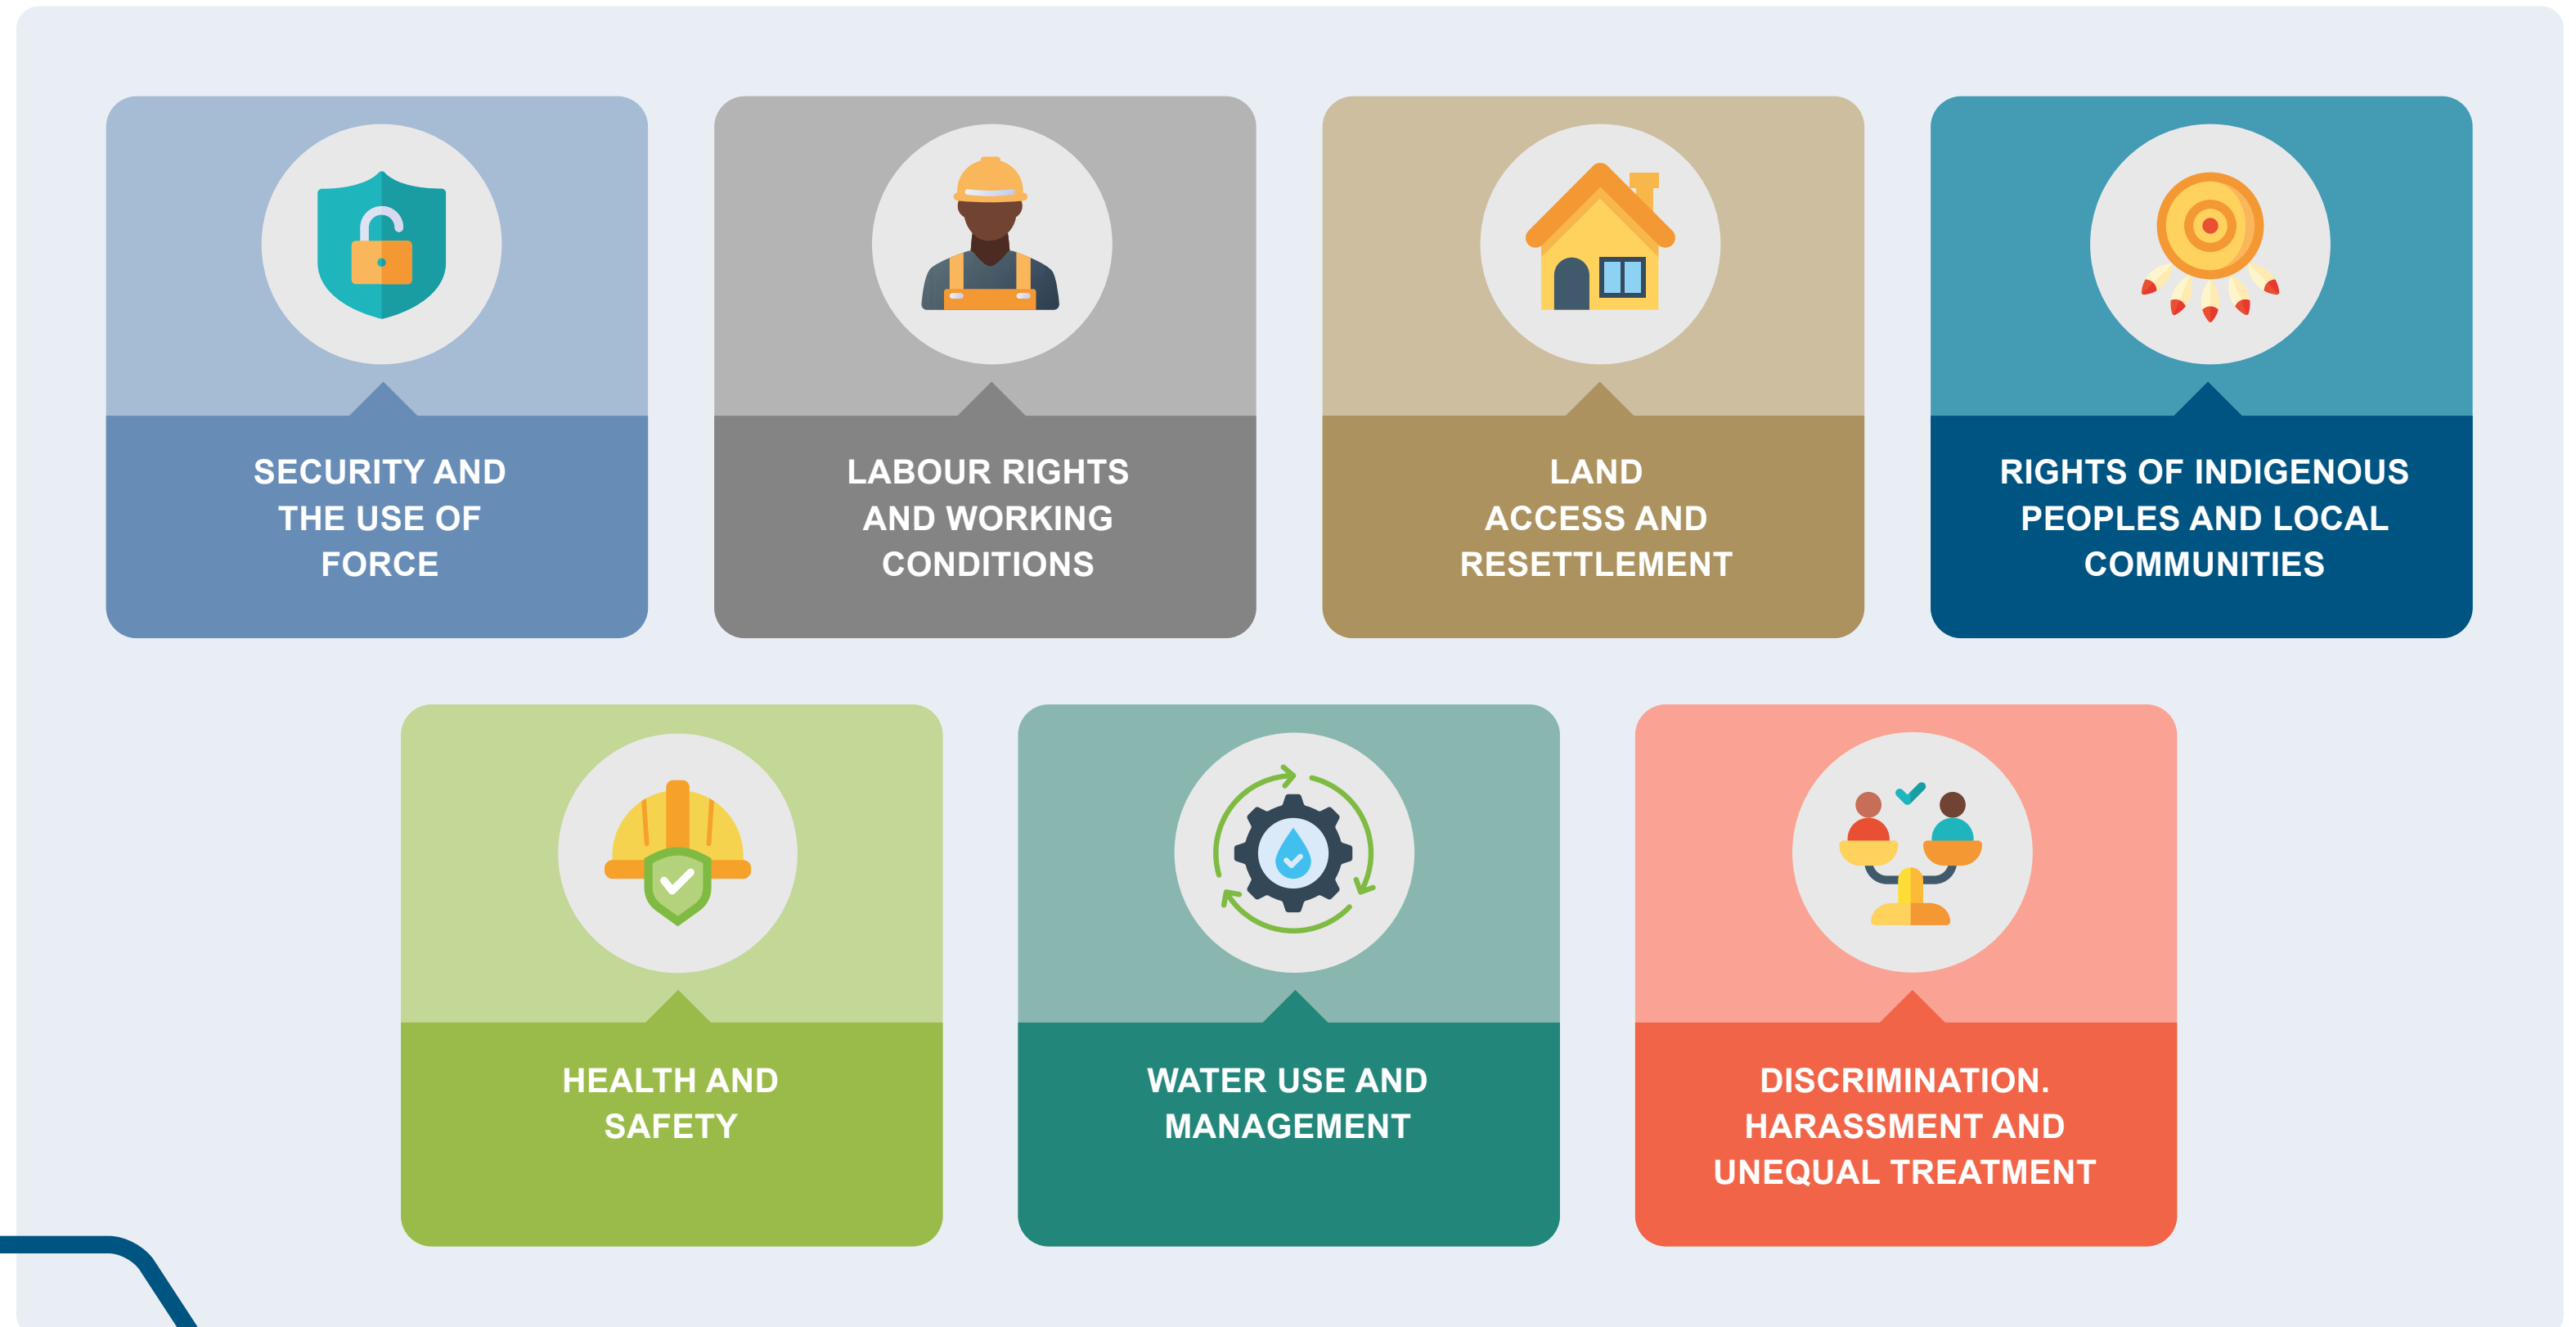 SECURITY AND
THE USE OF
FORCE
LABOUR RIGHTS
AND WORKING
CONDITIONS
LAND
ACCESS AND
RESETTLEMENT
RIGHTS OF INDIGENOUS
PEOPLES AND LOCAL
COMMUNITIES
HEALTH AND
SAFETY
WATER USE AND
MANAGEMENT
DISCRIMINATION.
HARASSMENT AND
UNEQUAL TREATMENT